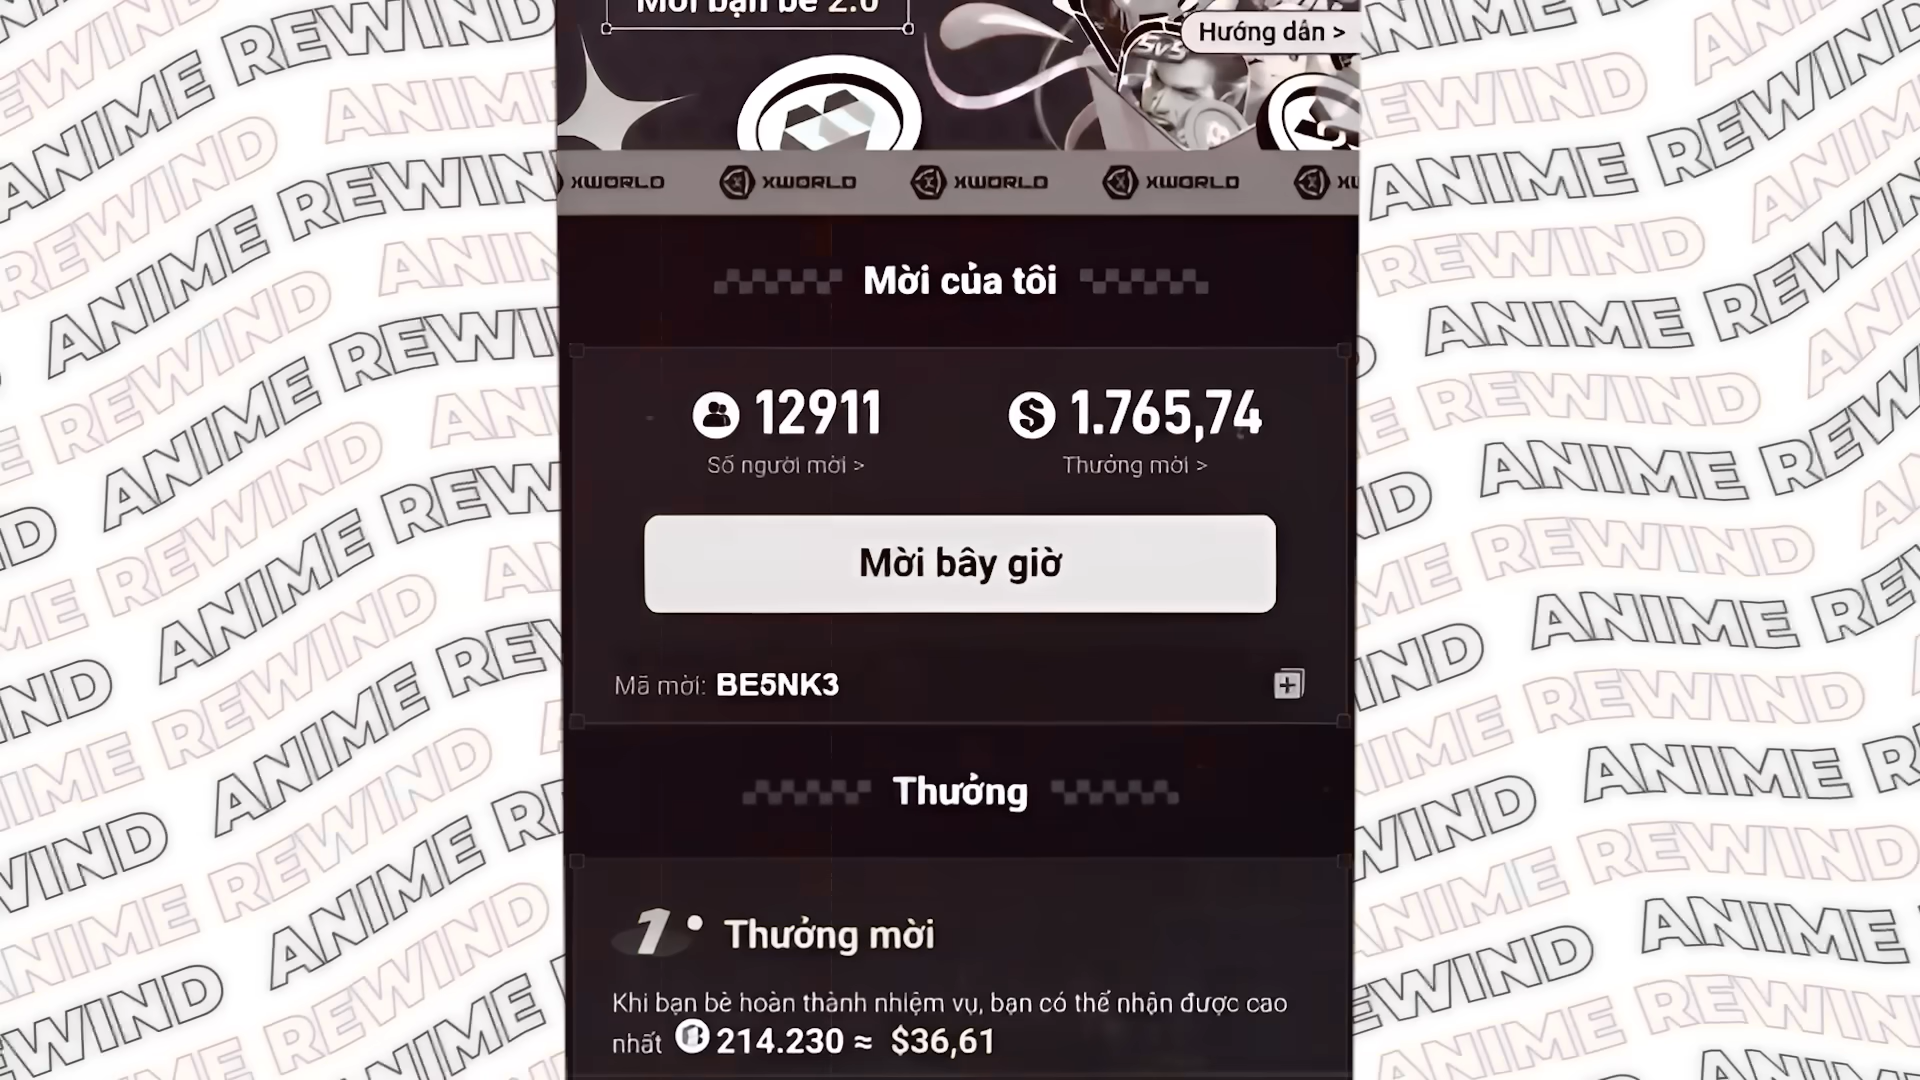 Mời bạn bè 2.0
Hướng dẫn >
XWORLD XWORLD XWORLD XWORLD
Mời của tôi
12911
1.765,74
Số người mời >
Thưởng mời >
Mời bây giờ
Mã mời: BE5NK3
Thưởng
1 Thưởng mời
Khi bạn bè hoàn thành nhiệm vụ, bạn có thể nhận được cao
nhất 214.230 ≈ $36,61
ANIME REWIND ANIME REWIND